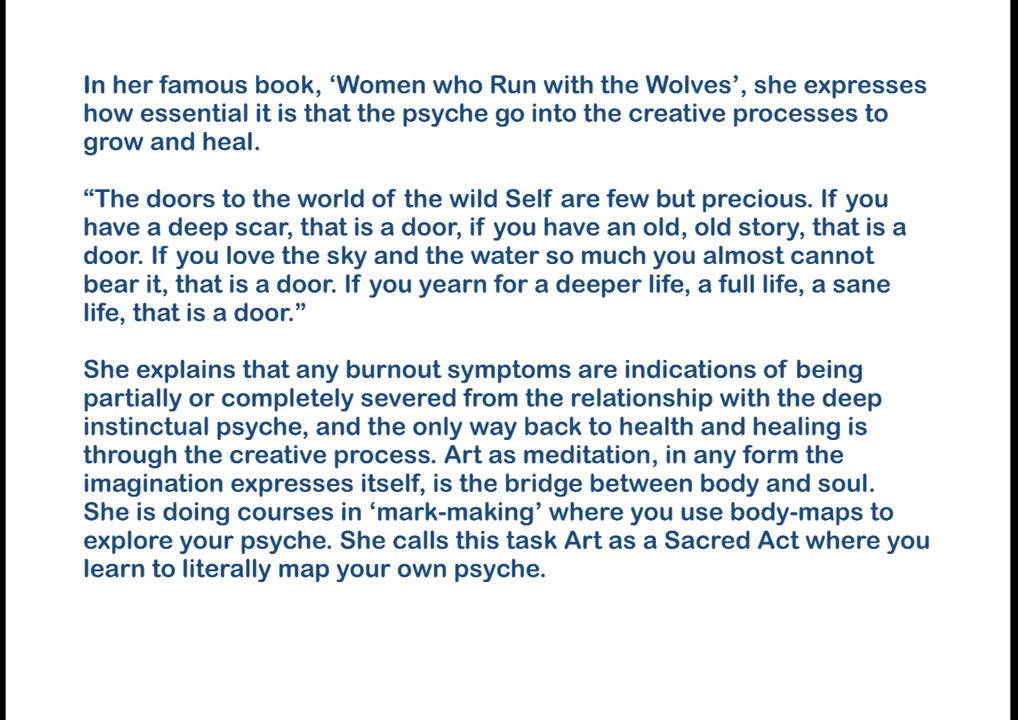 In her famous book, ‘Women who Run with the Wolves’, she expresses
how essential it is that the psyche go into the creative processes to
grow and heal.
“The doors to the world of the wild Self are few but precious. If you
have a deep scar, that is a door, if you have an old, old story, that is a
door. If you love the sky and the water so much you almost cannot
bear it, that is a door. If you yearn for a deeper life, a full life, a sane
life, that is a door.”
She explains that any burnout symptoms are indications of being
partially or completely severed from the relationship with the deep
instinctual psyche, and the only way back to health and healing is
through the creative process. Art as meditation, in any form the
imagination expresses itself, is the bridge between body and soul.
She is doing courses in ‘mark-making’ where you use body-maps to
explore your psyche. She calls this task Art as a Sacred Act where you
learn to literally map your own psyche.